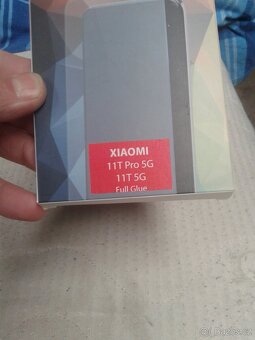 XIAOMI
11T Pro 5G
11T 5G
Full Glue